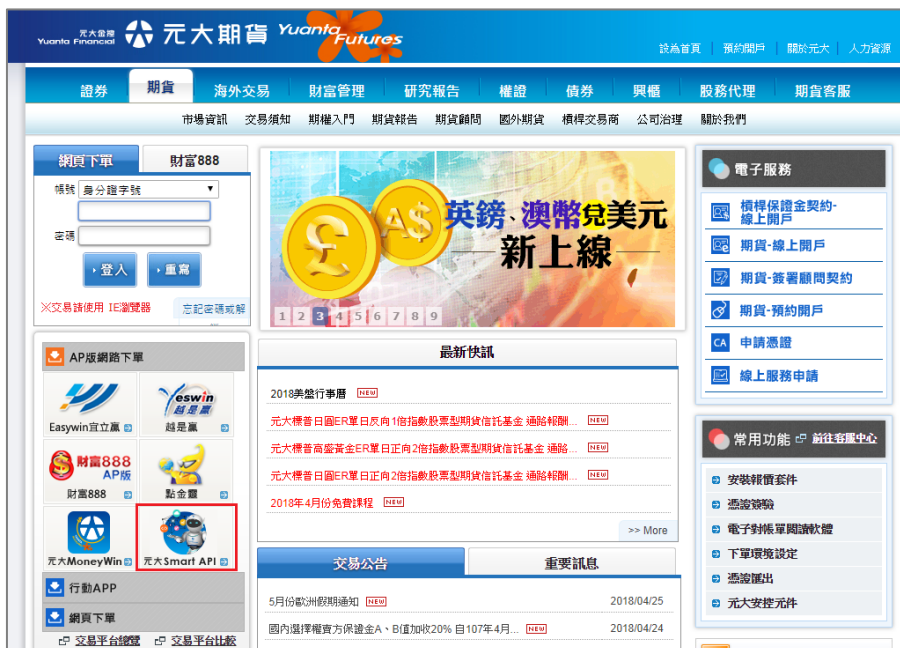 元大金控
Yuanta Financial
元大期貨 Yuanta Futures
設為首頁 預約開戶 關於元大 人力資源
證券 期貨 海外交易 財富管理 研究報告 權證 債券 興櫃 股務代理 期貨客服
市場資訊 交易須知 期權入門 期貨報告 期貨顧問 國外期貨 槓桿交易商 公司治理 關於我們
網頁下單 財富888
帳號 身分證字號
密碼
登入 重寫
※交易請使用 IE瀏覽器 忘記密碼或解
£ A$
英鎊、澳幣兌美元
新上線
1 2 3 4 5 6 7 8 9
AP版網路下單
Easywin宜立贏
yeswin
越是贏
越是贏
財富888
AP版
財富888
點金靈
元大MoneyWin
元大Smart API
行動APP
網頁下單
交易平台總覽 交易平台比較
最新快訊
2018美盤行事曆 NEW
元大標普日圓ER單日反向1倍指數股票型期貨信託基金 通路報酬... NEW
元大標普高盛黃金ER單日正向2倍指數股票型期貨信託基金 通路... NEW
元大標普日圓ER單日正向2倍指數股票型期貨信託基金 通路報酬... NEW
2018年4月份免費課程 NEW
>> More
交易公告 重要訊息
5月份歐洲假期通知 NEW 2018/04/25
國內選擇權賣方保證金A、B值加收20% 自107年4月... NEW 2018/04/24
電子服務
槓桿保證金契約-
線上開戶
期貨-線上開戶
期貨-簽署顧問契約
期貨-預約開戶
CA 申請憑證
線上服務申請
常用功能 前往客服中心
安裝報價套件
憑證簽驗
電子對帳單閱讀軟體
下單環境設定
憑證匯出
元大安控元件